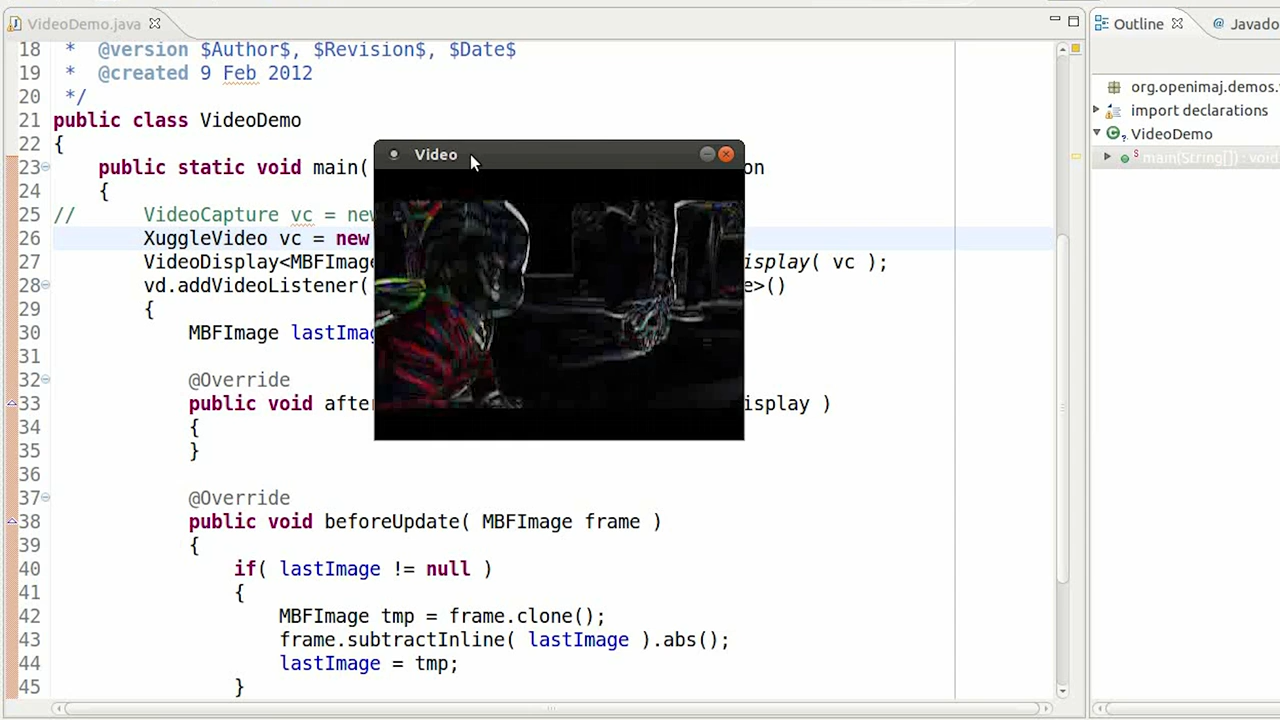 VideoDemo.java
18 * @version $Author$, $Revision$, $Date$
19 * @created 9 Feb 2012
20 */
21 public class VideoDemo
22 {
23 public static void main( on
24 {
25 // VideoCapture vc = new
26 XuggleVideo vc = new
27 VideoDisplay<MBFImage isplay( vc );
28 vd.addVideoListener( e>()
29 {
30 MBFImage lastImag
31
32 @Override
33 public void after isplay )
34 {
35 }
36
37 @Override
38 public void beforeUpdate( MBFImage frame )
39 {
40 if( lastImage != null )
41 {
42 MBFImage tmp = frame.clone();
43 frame.subtractInline( lastImage ).abs();
44 lastImage = tmp;
45 }
Video
Outline
@ Javado
org.openimaj.demos.
import declarations
VideoDemo
main(String[]) : void